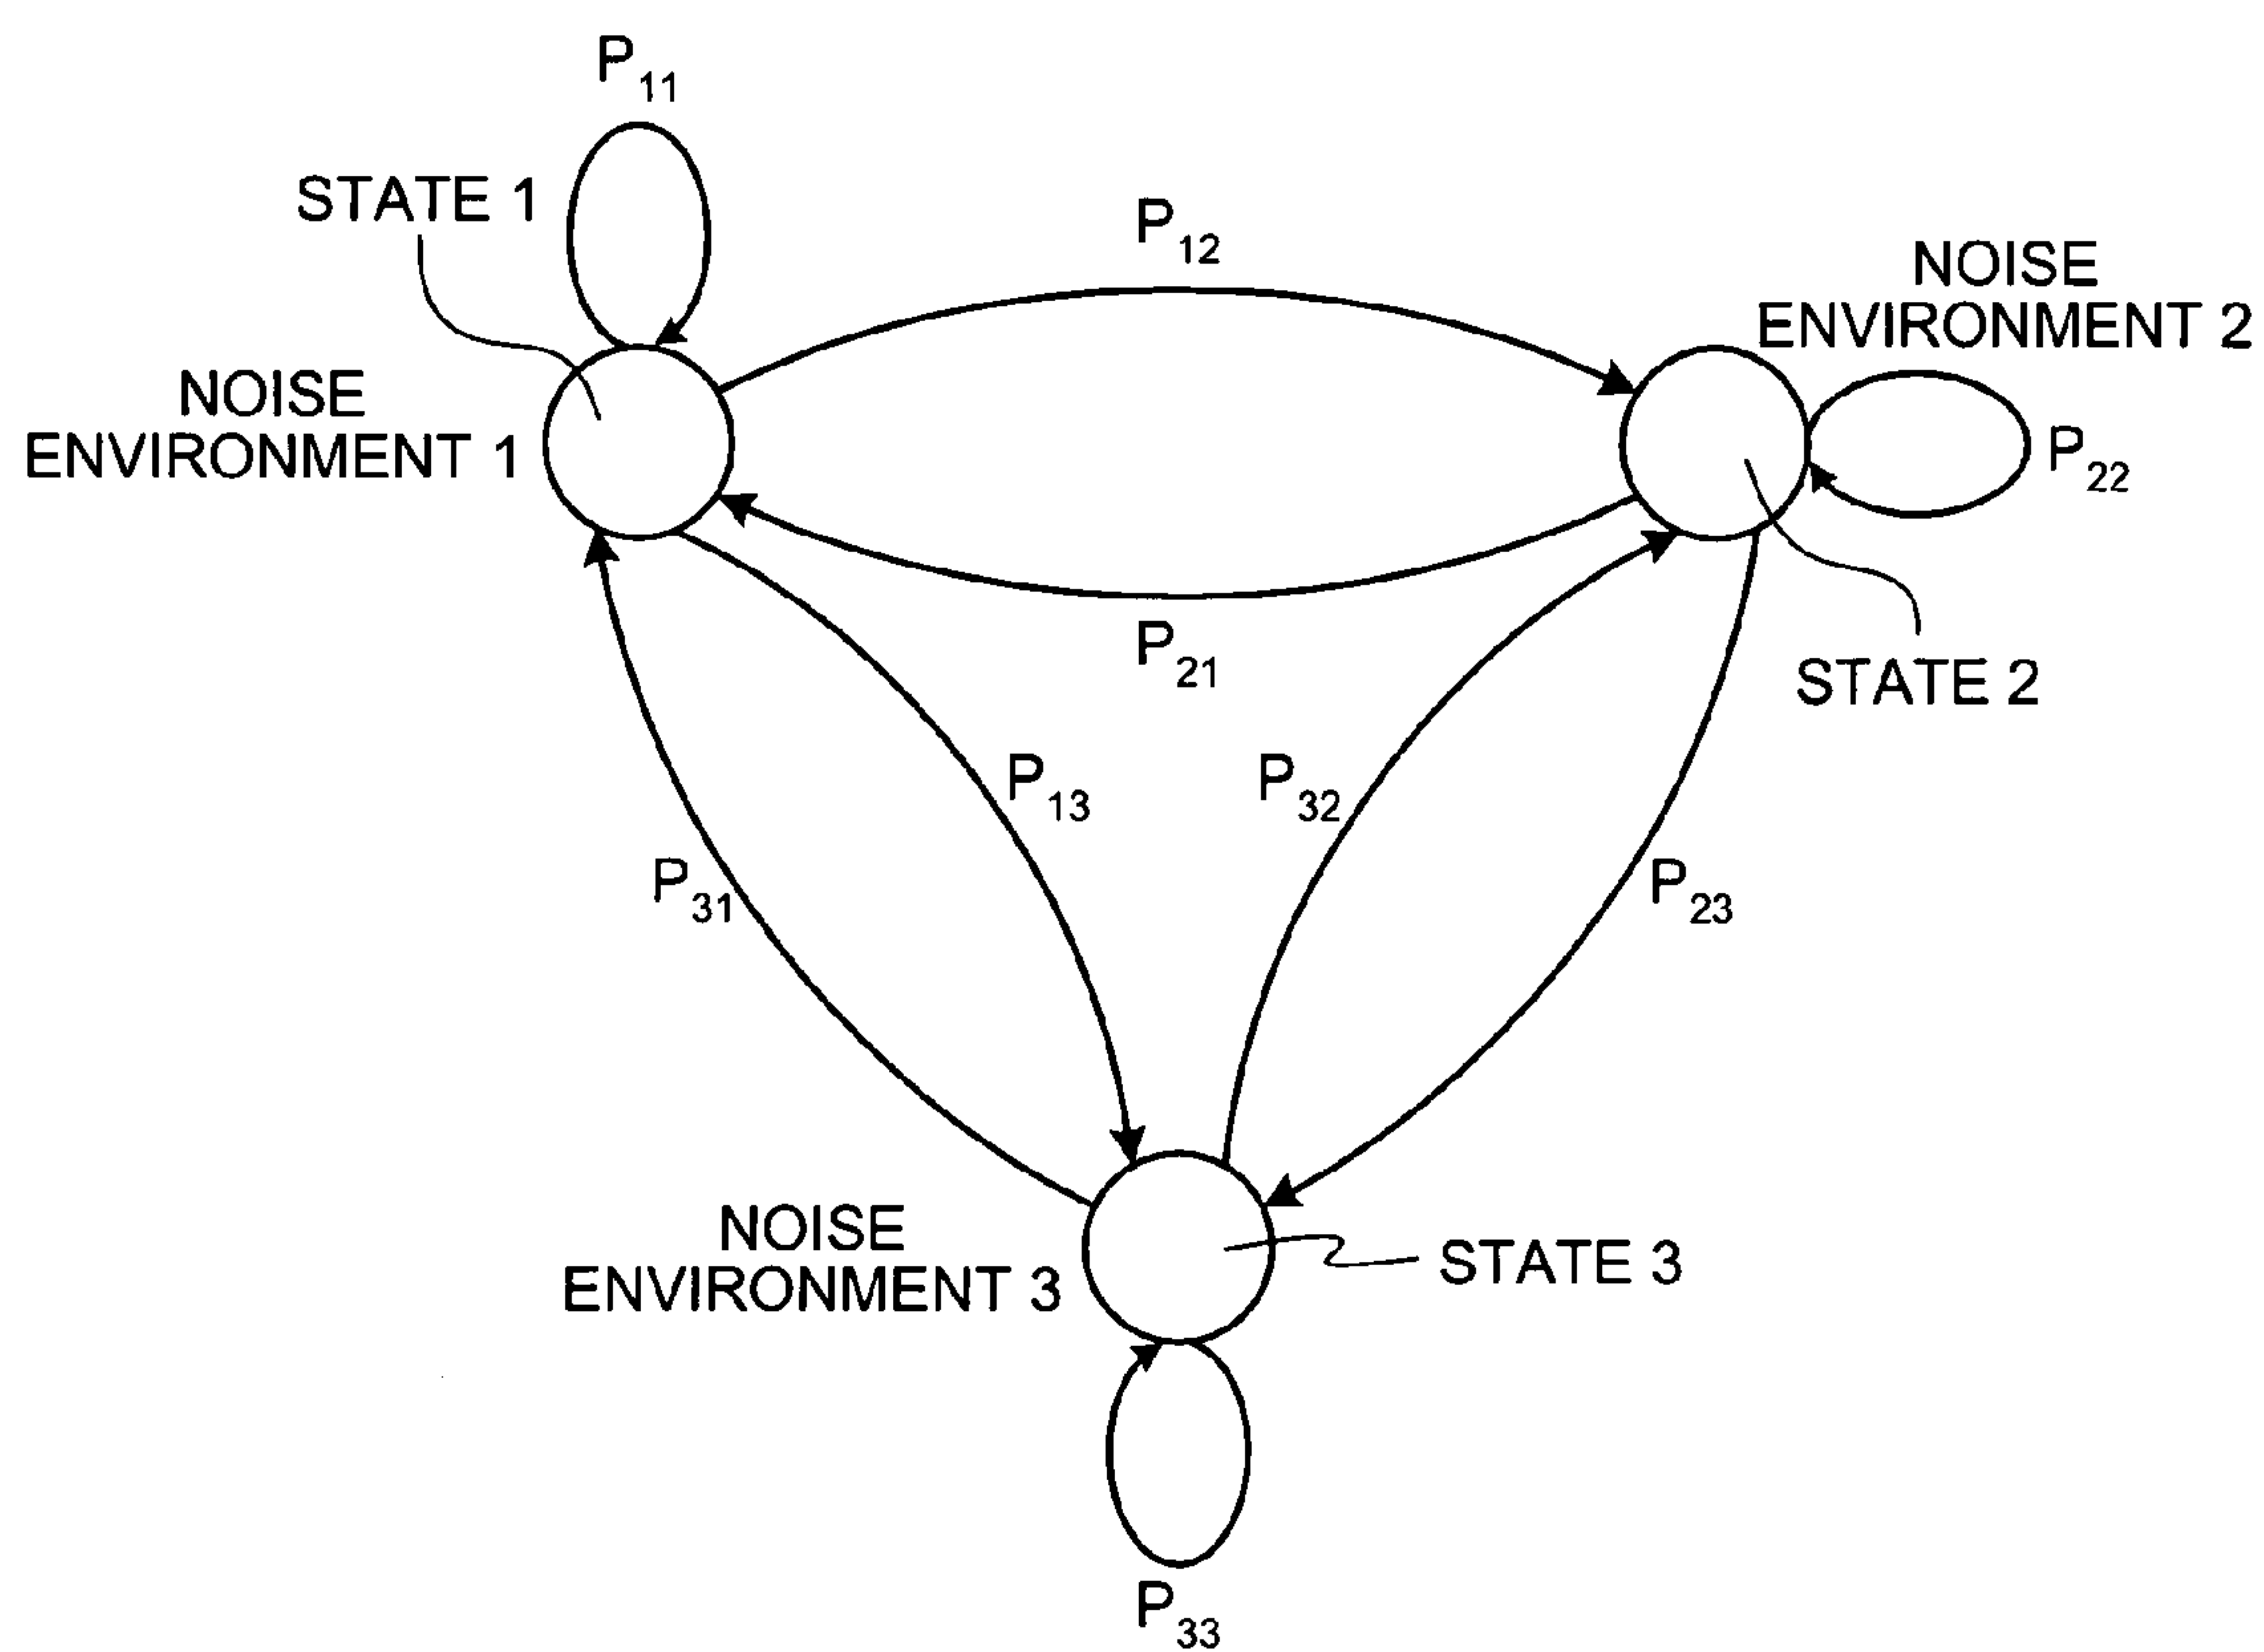 P11
STATE 1
P12
NOISE
ENVIRONMENT 2
NOISE
ENVIRONMENT 1
P22
P21
STATE 2
P13
P32
P31
P23
NOISE
ENVIRONMENT 3
STATE 3
P33